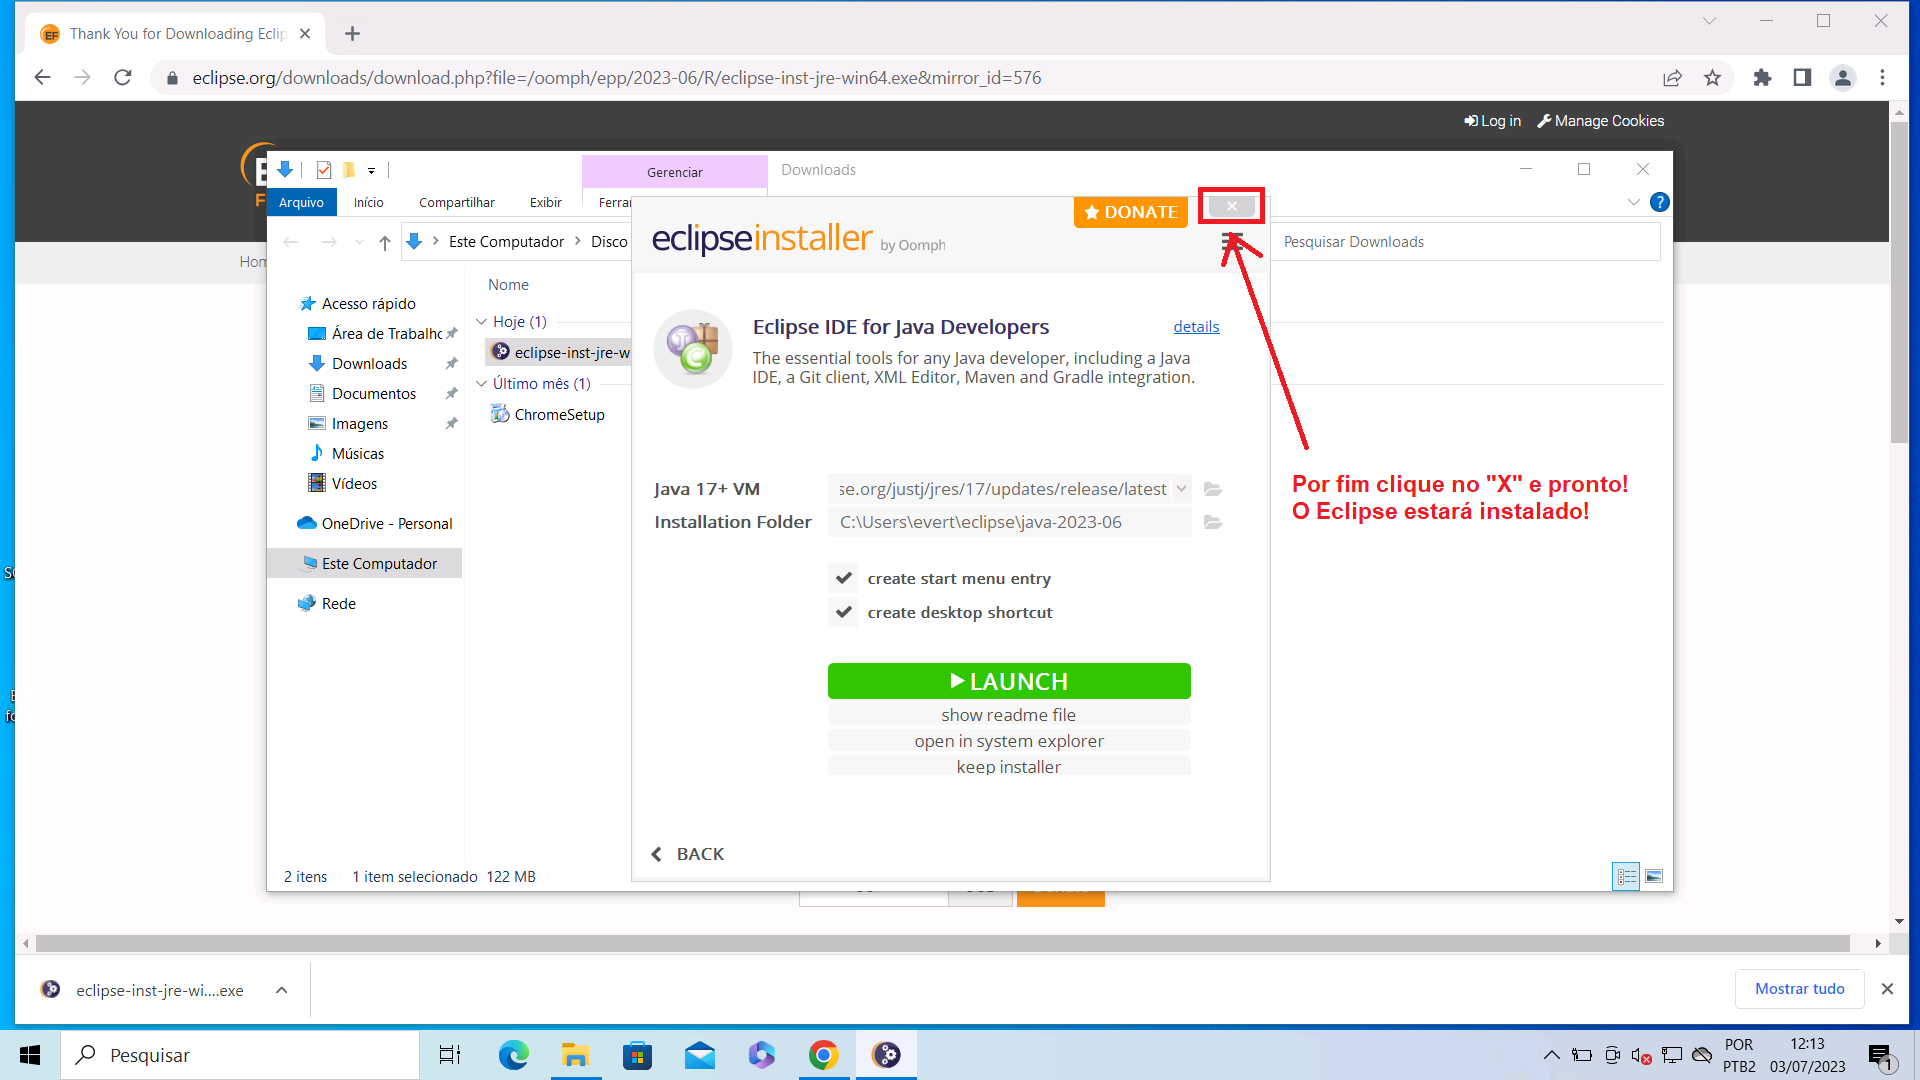 Thank You for Downloading Eclip
eclipse.org/downloads/download.php?file=/oomph/epp/2023-06/R/eclipse-inst-jre-win64.exe&mirror_id=576
Log in
Manage Cookies
Gerenciar
Downloads
Arquivo
Início
Compartilhar
Exibir
Ferrar
DONATE
eclipseinstaller by Oomph
Este Computador
Disco
Pesquisar Downloads
Hom
Nome
Acesso rápido
Hoje (1)
Eclipse IDE for Java Developers
details
Área de Trabalho
eclipse-inst-jre-w
The essential tools for any Java developer, including a Java
IDE, a Git client, XML Editor, Maven and Gradle integration.
Downloads
Último mês (1)
Documentos
ChromeSetup
Imagens
Músicas
Vídeos
Java 17+ VM
se.org/justj/jres/17/updates/release/latest
Por fim clique no "X" e pronto!
O Eclipse estará instalado!
OneDrive - Personal
Installation Folder
C:\Users\evert\eclipse\java-2023-06
Este Computador
create start menu entry
Rede
create desktop shortcut
LAUNCH
show readme file
open in system explorer
keep installer
BACK
2 itens
1 item selecionado 122 MB
eclipse-inst-jre-wi....exe
Mostrar tudo
Pesquisar
POR
PTB2
12:13
03/07/2023
1